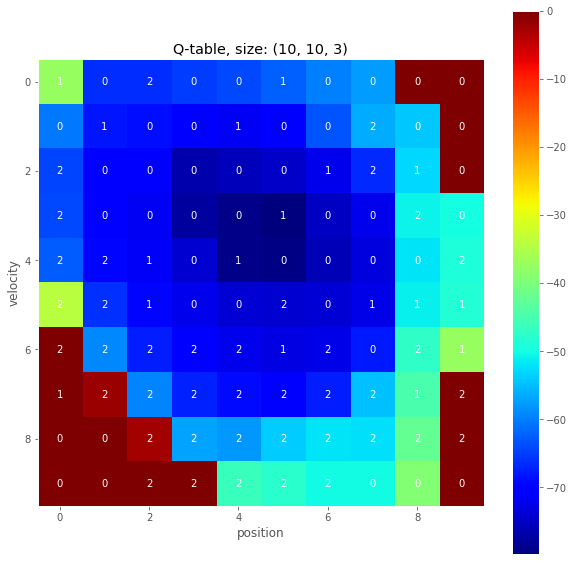 Q-table, size: (10, 10, 3)
0
1 0 2 0 0 1 0 0 0 0
0 1 0 0 1 0 0 2 0 0
2
2 0 0 0 0 0 1 2 1 0
2 0 0 0 0 1 0 0 2 0
4
2 2 1 0 1 0 0 0 0 2
2 2 1 0 0 2 0 1 1 1
6
2 2 2 2 2 1 2 0 2 1
1 2 2 2 2 2 2 2 1 2
8
0 0 2 2 2 2 2 2 2 2
0 0 2 2 2 2 2 0 0 0
velocity
0 2 4 6 8
position
0
−10
−20
−30
−40
−50
−60
−70